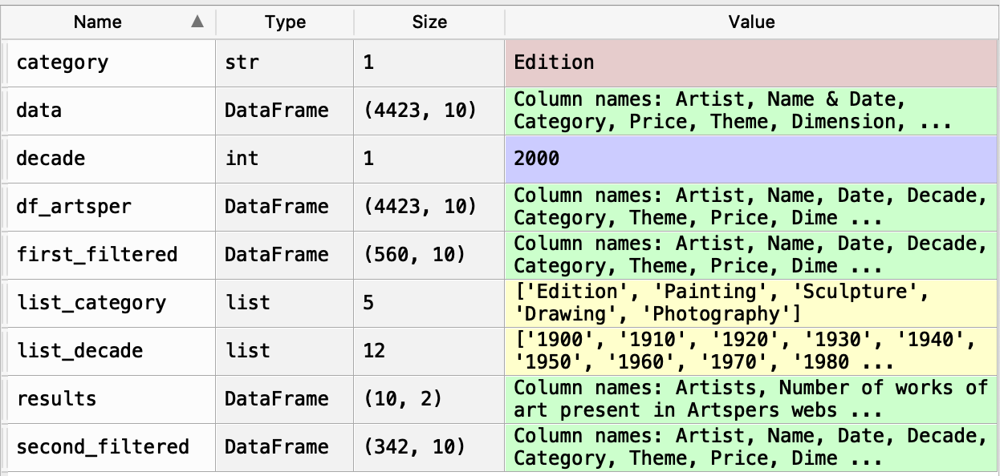 Name ▲ Type Size Value
category str 1 Edition
data DataFrame (4423, 10) Column names: Artist, Name & Date,
Category, Price, Theme, Dimension, ...
decade int 1 2000
df_artsper DataFrame (4423, 10) Column names: Artist, Name, Date, Decade,
Category, Theme, Price, Dime ...
first_filtered DataFrame (560, 10) Column names: Artist, Name, Date, Decade,
Category, Theme, Price, Dime ...
list_category list 5 ['Edition', 'Painting', 'Sculpture',
'Drawing', 'Photography']
list_decade list 12 ['1900', '1910', '1920', '1930', '1940',
'1950', '1960', '1970', '1980 ...
results DataFrame (10, 2) Column names: Artists, Number of works of
art present in Artspers webs ...
second_filtered DataFrame (342, 10) Column names: Artist, Name, Date, Decade,
Category, Theme, Price, Dime ...